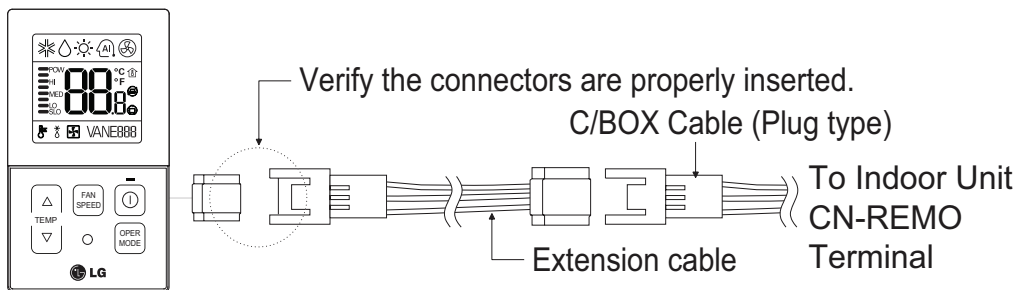 AI
POW
HI
MED
LO
SLO
88.8
°C
°F
VANE888
TEMP
FAN
SPEED
OPER
MODE
LG
Verify the connectors are properly inserted.
C/BOX Cable (Plug type)
Extension cable
To Indoor Unit
CN-REMO
Terminal